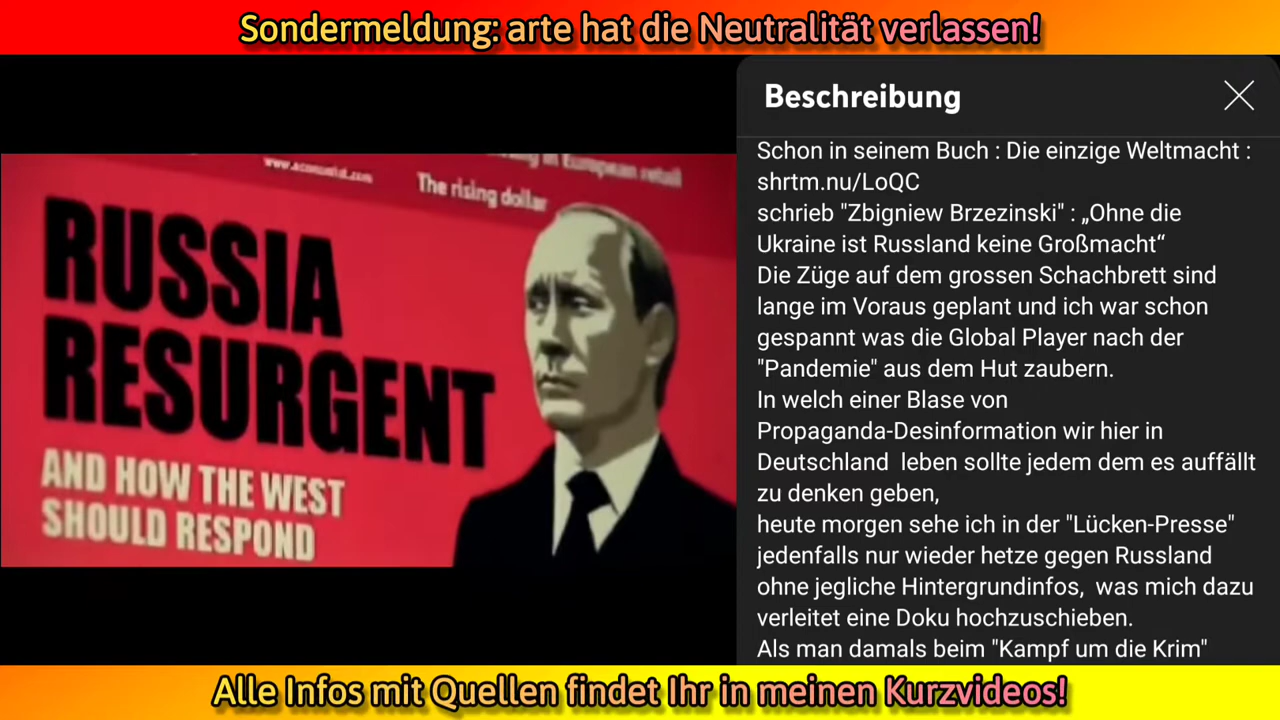 Sondermeldung: arte hat die Neutralität verlassen!
in European retail
www.economist.com
The rising dollar
RUSSIA
RESURGENT
AND HOW THE WEST
SHOULD RESPOND
Beschreibung
Schon in seinem Buch : Die einzige Weltmacht :
shrtm.nu/LoQC
schrieb "Zbigniew Brzezinski" : „Ohne die
Ukraine ist Russland keine Großmacht“
Die Züge auf dem grossen Schachbrett sind
lange im Voraus geplant und ich war schon
gespannt was die Global Player nach der
"Pandemie" aus dem Hut zaubern.
In welch einer Blase von
Propaganda-Desinformation wir hier in
Deutschland  leben sollte jedem dem es auffällt
zu denken geben,
heute morgen sehe ich in der "Lücken-Presse"
jedenfalls nur wieder hetze gegen Russland
ohne jegliche Hintergrundinfos,  was mich dazu
verleitet eine Doku hochzuschieben.
Als man damals beim "Kampf um die Krim"
Alle Infos mit Quellen findet Ihr in meinen Kurzvideos!